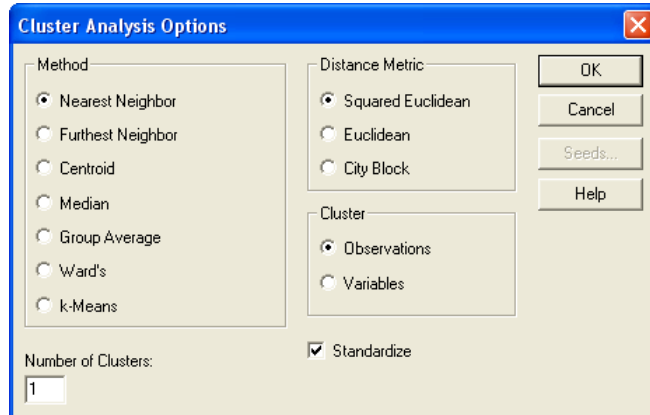 Cluster Analysis Options
Method
Nearest Neighbor
Furthest Neighbor
Centroid
Median
Group Average
Ward's
k-Means
Number of Clusters:
1
Distance Metric
Squared Euclidean
Euclidean
City Block
Cluster
Observations
Variables
Standardize
OK
Cancel
Seeds...
Help